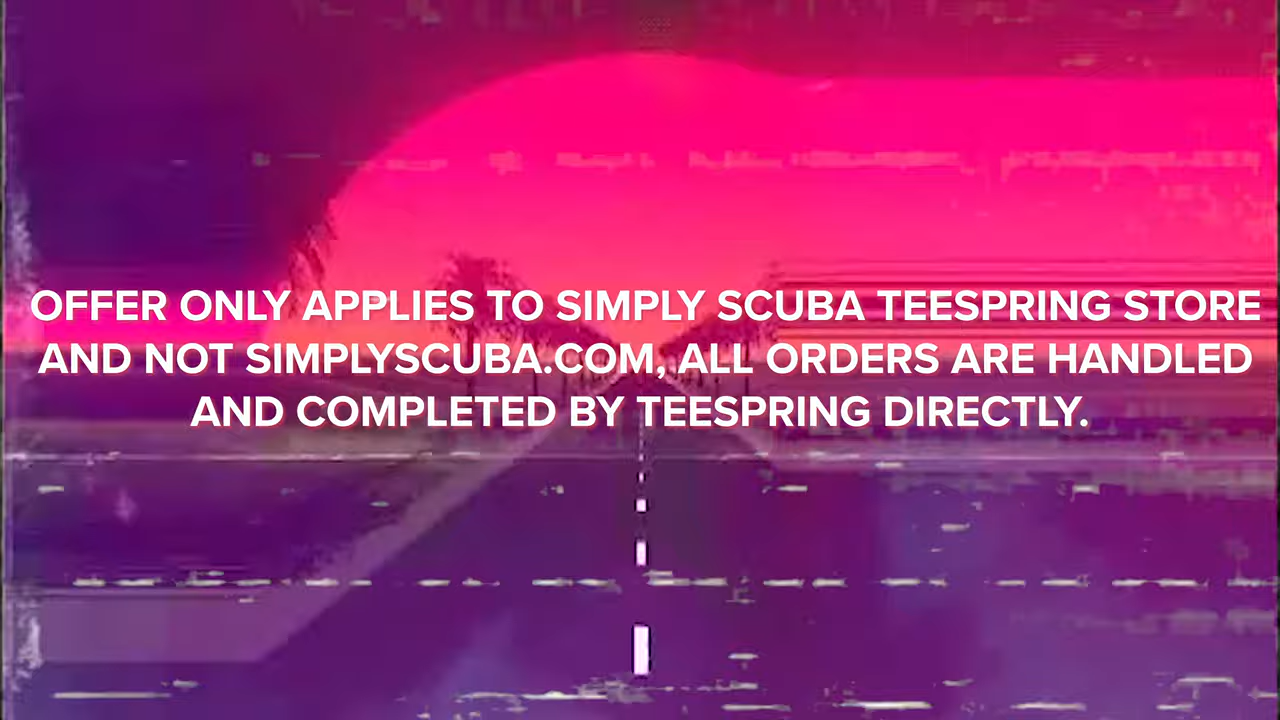 OFFER ONLY APPLIES TO SIMPLY SCUBA TEESPRING STORE
AND NOT SIMPLYSCUBA.COM, ALL ORDERS ARE HANDLED
AND COMPLETED BY TEESPRING DIRECTLY.